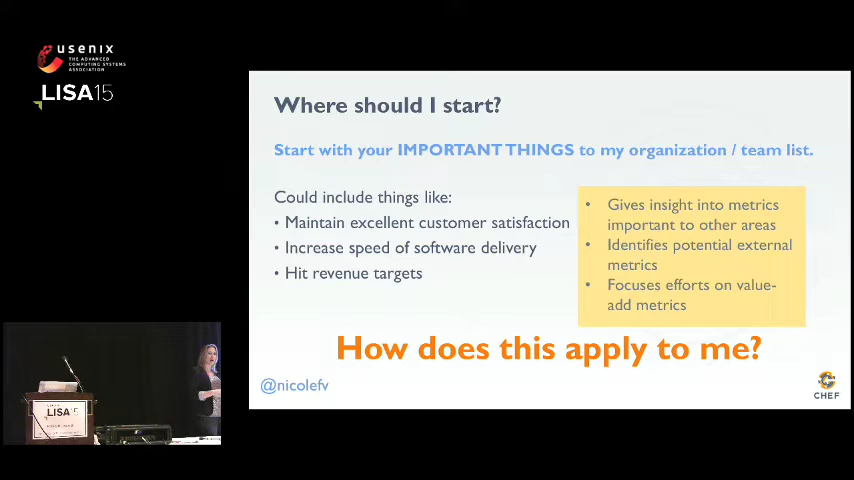 usenix
THE ADVANCED
COMPUTING SYSTEMS
ASSOCIATION
LISA15
Where should I start?
Start with your IMPORTANT THINGS to my organization / team list.
Could include things like:
• Maintain excellent customer satisfaction
• Increase speed of software delivery
• Hit revenue targets
• Gives insight into metrics
important to other areas
• Identifies potential external
metrics
• Focuses efforts on value-
add metrics
How does this apply to me?
@nicolefv
CHEF
LISA15